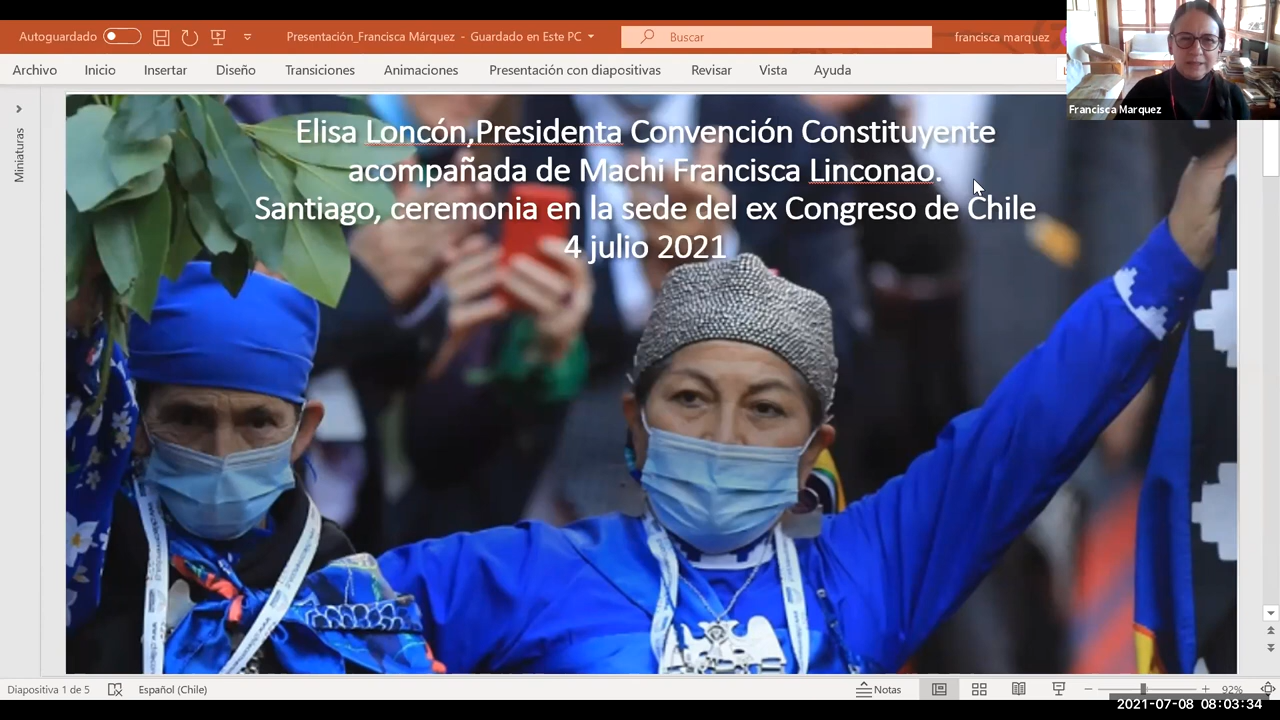 Autoguardado
Presentación_Francisca Márquez - Guardado en Este PC
Buscar
francisca marquez
Archivo Inicio Insertar Diseño Transiciones Animaciones Presentación con diapositivas Revisar Vista Ayuda
Francisca Marquez
Miniaturas
Elisa Loncón,Presidenta Convención Constituyente
acompañada de Machi Francisca Linconao.
Santiago, ceremonia en la sede del ex Congreso de Chile
4 julio 2021
Diapositiva 1 de 5 Español (Chile) Notas 92%
2021-07-08 08:03:34